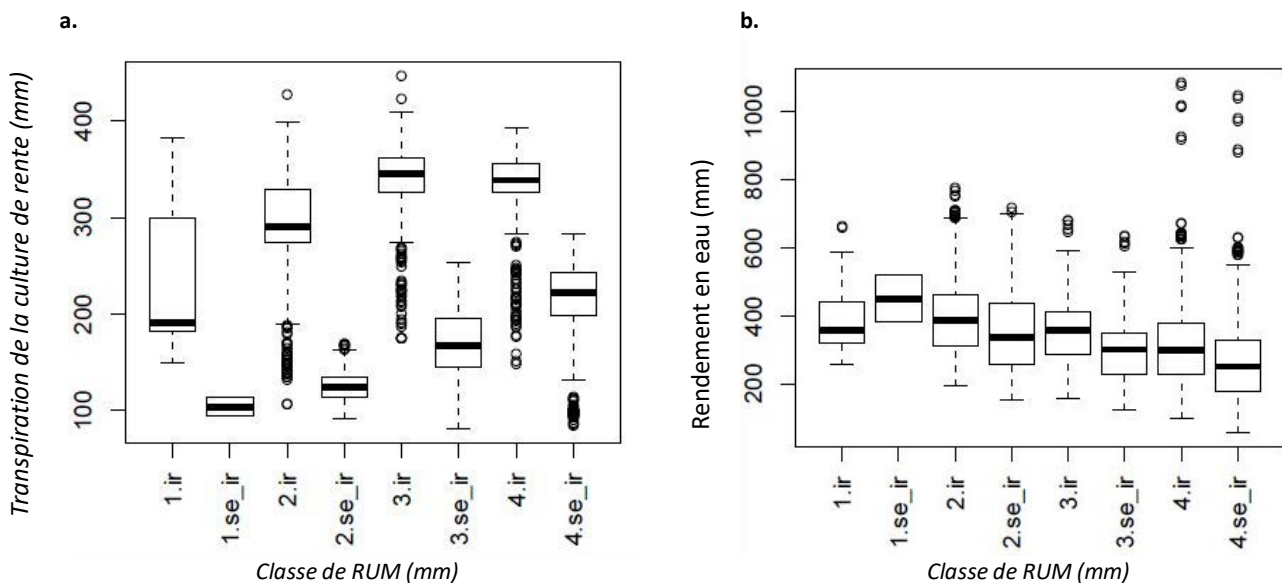 a.
Transpiration de la culture de rente (mm)
400
300
200
100
1.ir
1.se_ir
2.ir
2.se_ir
3.ir
3.se_ir
4.ir
4.se_ir
Classe de RUM (mm)
b.
Rendement en eau (mm)
1000
800
600
400
200
1.ir
1.se_ir
2.ir
2.se_ir
3.ir
3.se_ir
4.ir
4.se_ir
Classe de RUM (mm)